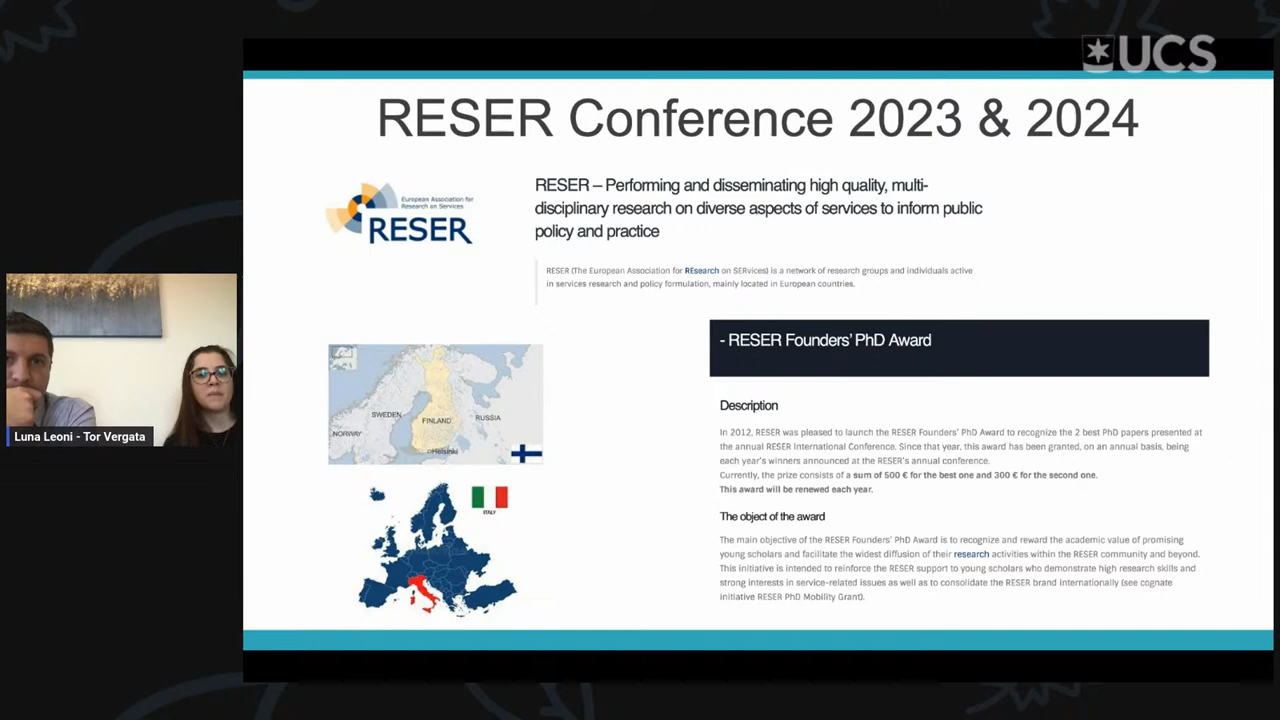 UCS
RESER Conference 2023 & 2024
European Association for
Research on Services
RESER
RESER – Performing and disseminating high quality, multi-
disciplinary research on diverse aspects of services to inform public
policy and practice
RESER (The European Association for REsearch on SERvices) is a network of research groups and individuals active
in services research and policy formulation, mainly located in European countries.
- RESER Founders' PhD Award
SWEDEN
FINLAND
RUSSIA
NORWAY
Helsinki
ITALY
Description
In 2012, RESER was pleased to launch the RESER Founders' PhD Award to recognize the 2 best PhD papers presented at
the annual RESER International Conference. Since that year, this award has been granted, on an annual basis, being
each year's winners announced at the RESER's annual conference.
Currently, the prize consists of a sum of 500 € for the best one and 300 € for the second one.
This award will be renewed each year.
The object of the award
The main objective of the RESER Founders' PhD Award is to recognize and reward the academic value of promising
young scholars and facilitate the widest diffusion of their research activities within the RESER community and beyond.
This initiative is intended to reinforce the RESER support to young scholars who demonstrate high research skills and
strong interests in service-related issues as well as to consolidate the RESER brand internationally (see cognate
initiative RESER PhD Mobility Grant).
Luna Leoni - Tor Vergata